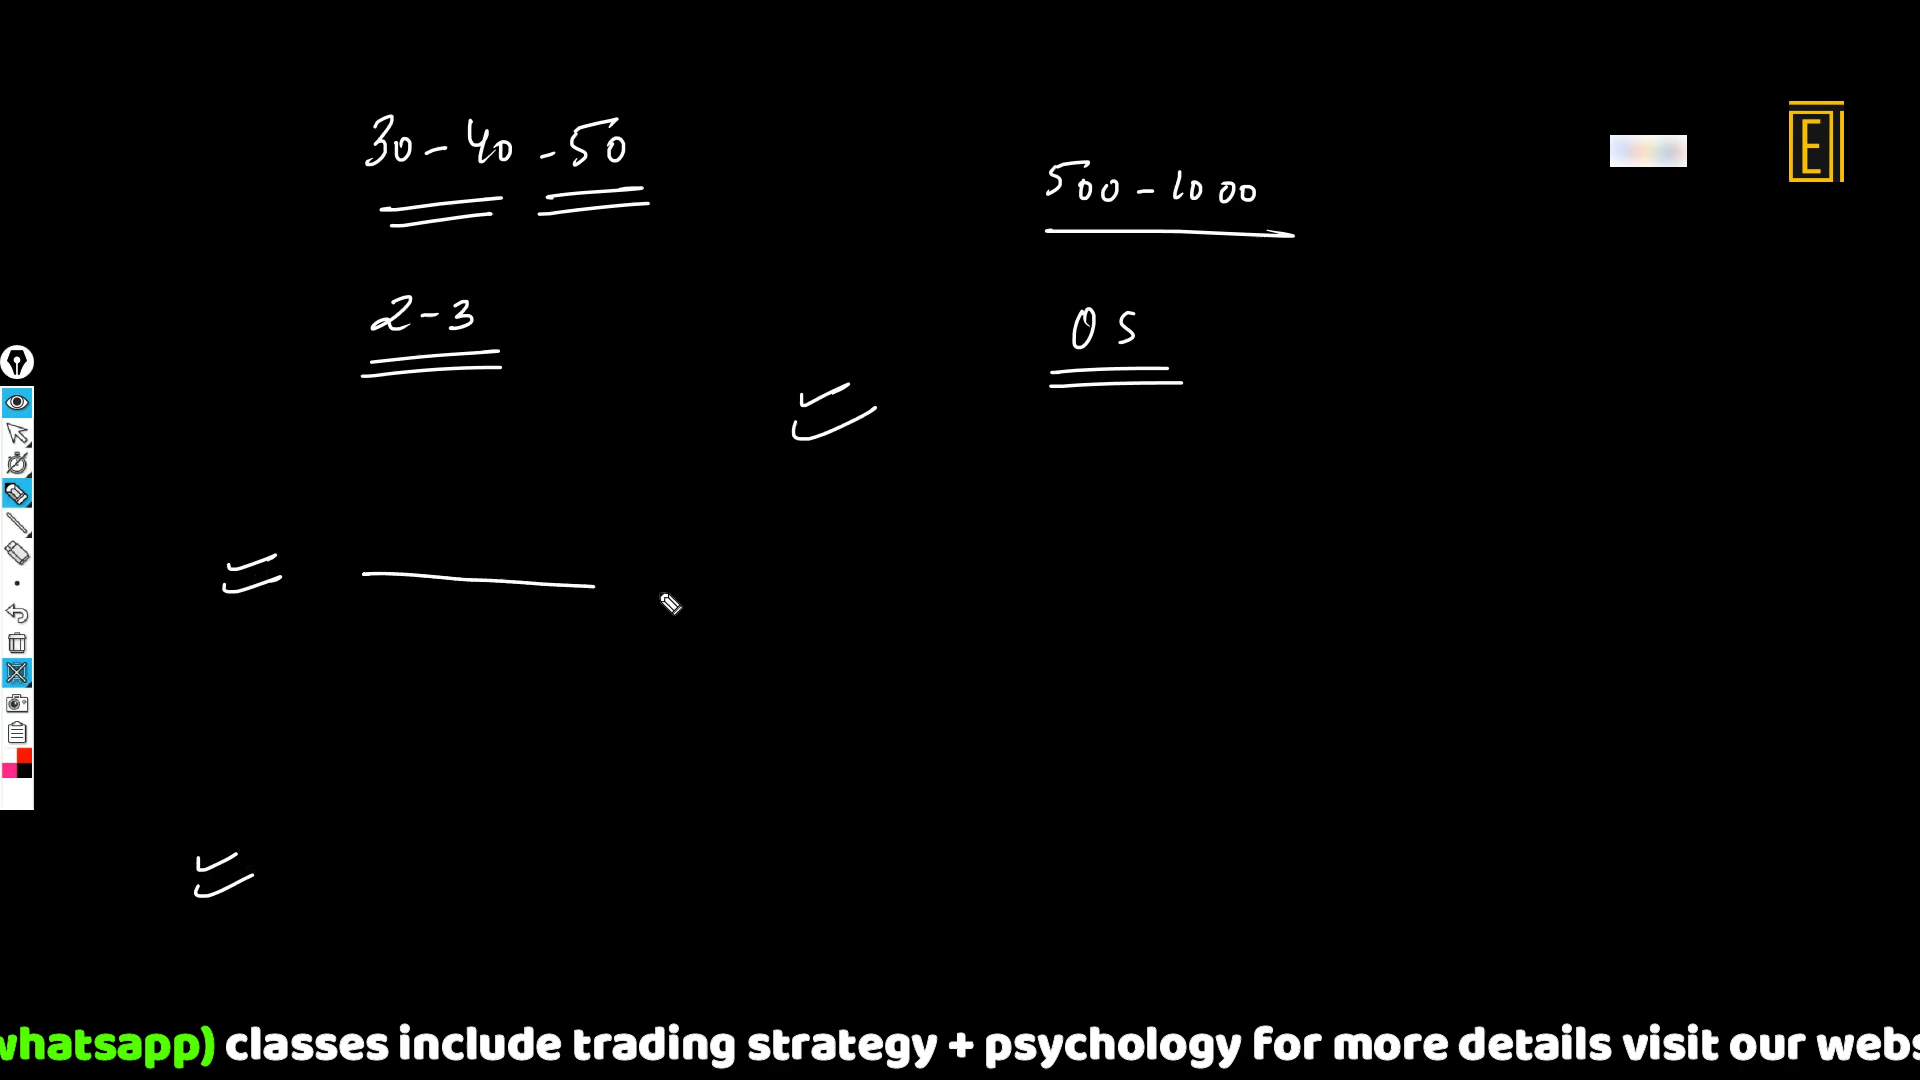 30 - 40 - 50
500 - 1000
2 - 3
OS
E
whatsapp) classes include trading strategy + psychology for more details visit our webs